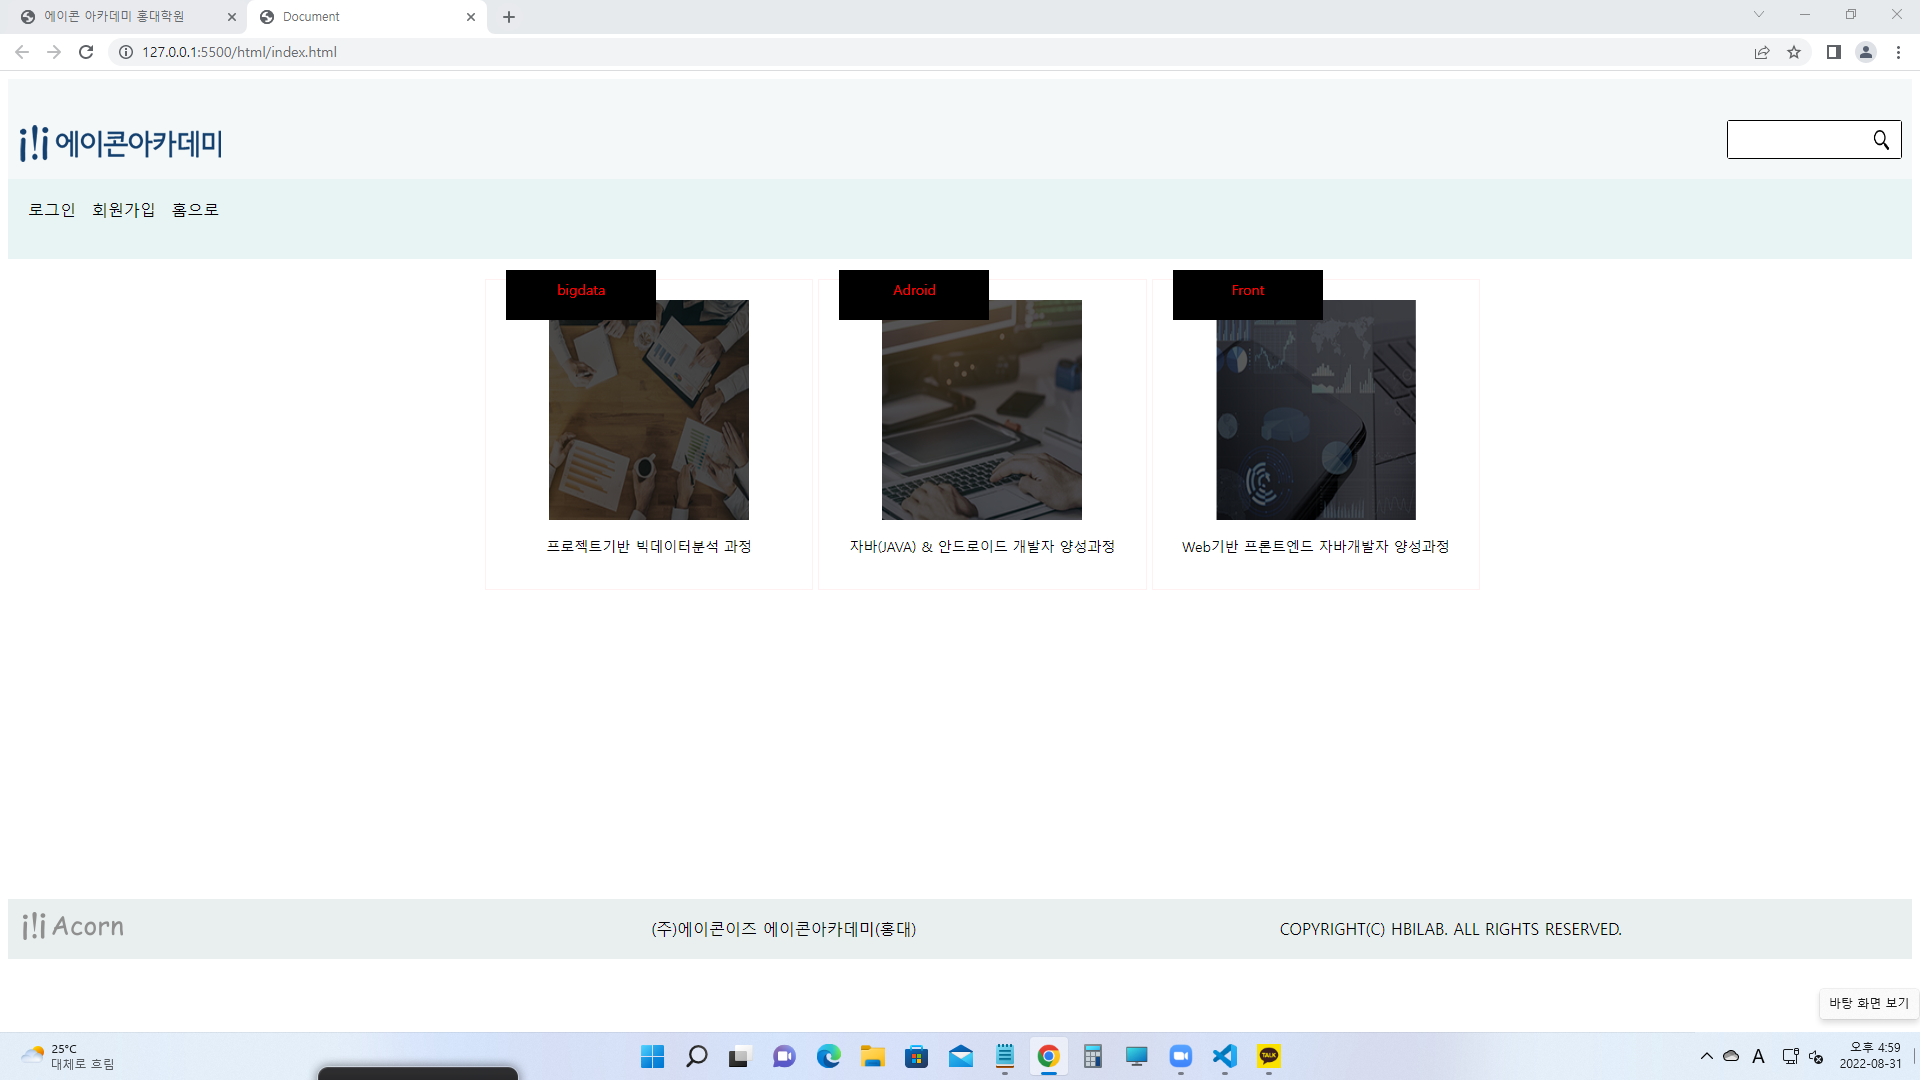 에이콘 아카데미 홍대학원
Document
127.0.0.1:5500/html/index.html
에이콘아카데미
로그인 회원가입 홈으로
bigdata
Adroid
Front
프로젝트기반 빅데이터분석 과정
자바(JAVA) & 안드로이드 개발자 양성과정
Web기반 프론트엔드 자바개발자 양성과정
Acorn
(주)에이콘이즈 에이콘아카데미(홍대)
COPYRIGHT(C) HBILAB. ALL RIGHTS RESERVED.
바탕 화면 보기
25°C
대체로 흐림
TALK
A
오후 4:59
2022-08-31